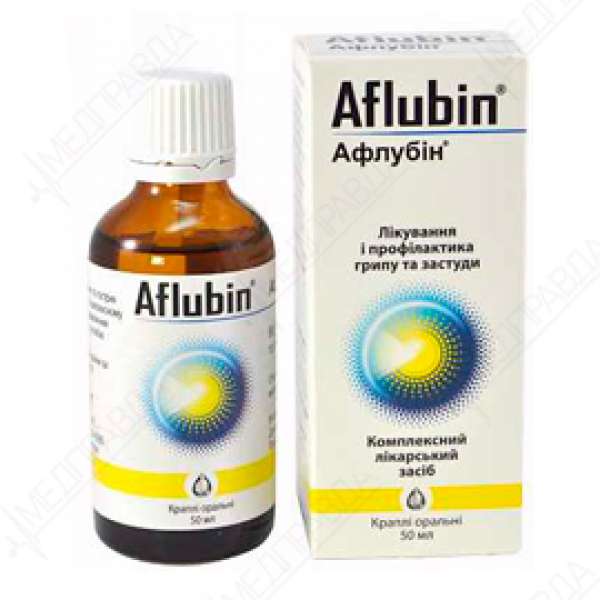 Aflubin®
Афлубін®
Лікування
і профілактика
грипу та застуди
Комплексний
лікарський
засіб
Краплі оральні
50 мл
Aflubin®
Краплі оральні
50 мл
МЕДПРАВДА